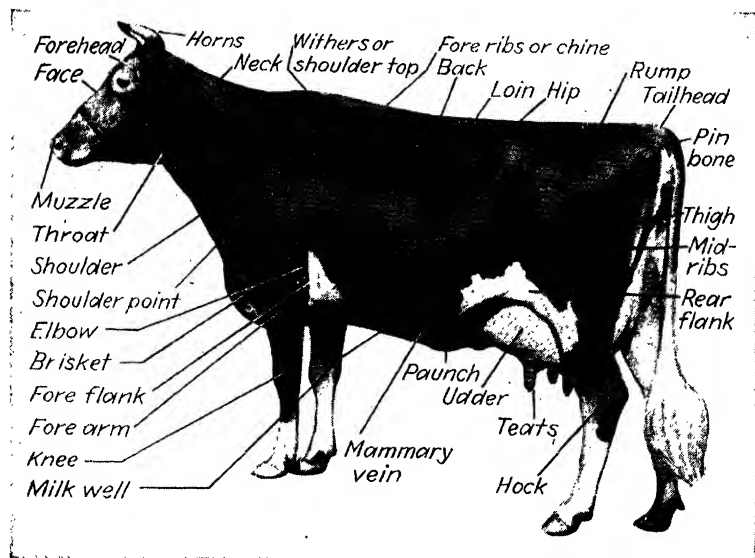 Forehead
Face
Horns
Neck
Withers or
shoulder top
Fore ribs or chine
Back
Loin
Hip
Rump
Tailhead
Pin
bone
Muzzle
Throat
Shoulder
Shoulder point
Elbow
Brisket
Fore flank
Fore arm
Knee
Milk well
Thigh
Mid-
ribs
Rear
flank
Paunch
Udder
Teats
Mammary
vein
Hock